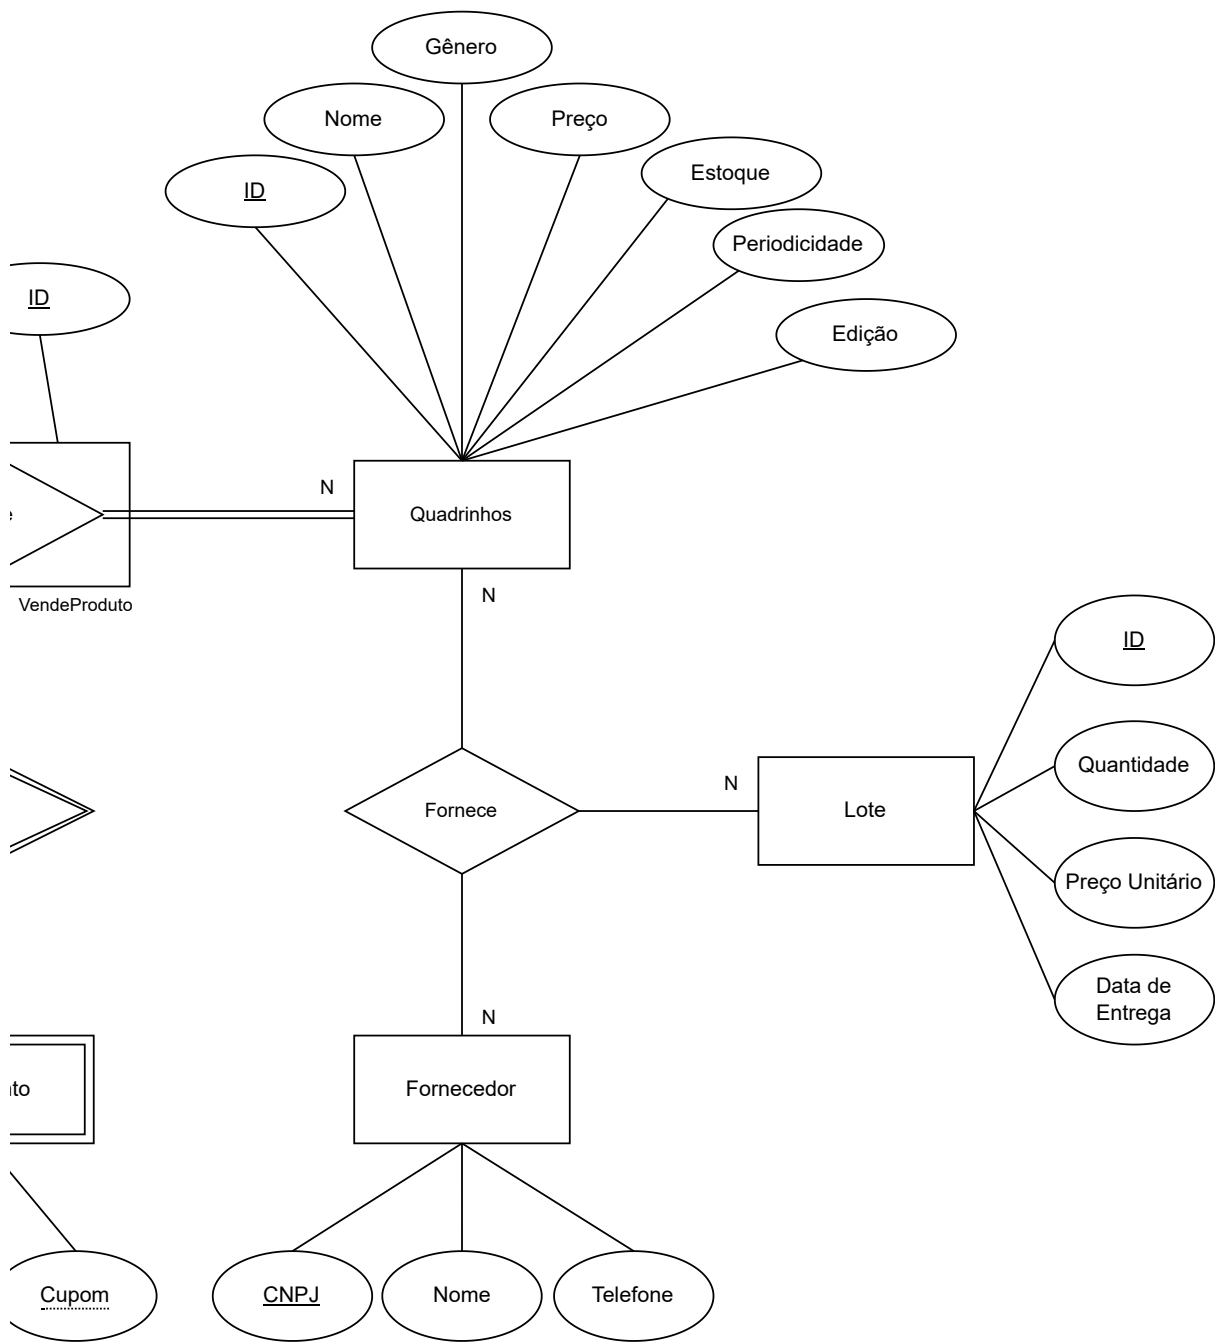 Gênero
Nome
Preço
Estoque
ID
Periodicidade
ID
Edição
N
Quadrinhos
VendeProduto
N
ID
Quantidade
N
Fornece
Lote
Preço Unitário
Data de
Entrega
N
Fornecedor
Cupom
CNPJ
Nome
Telefone